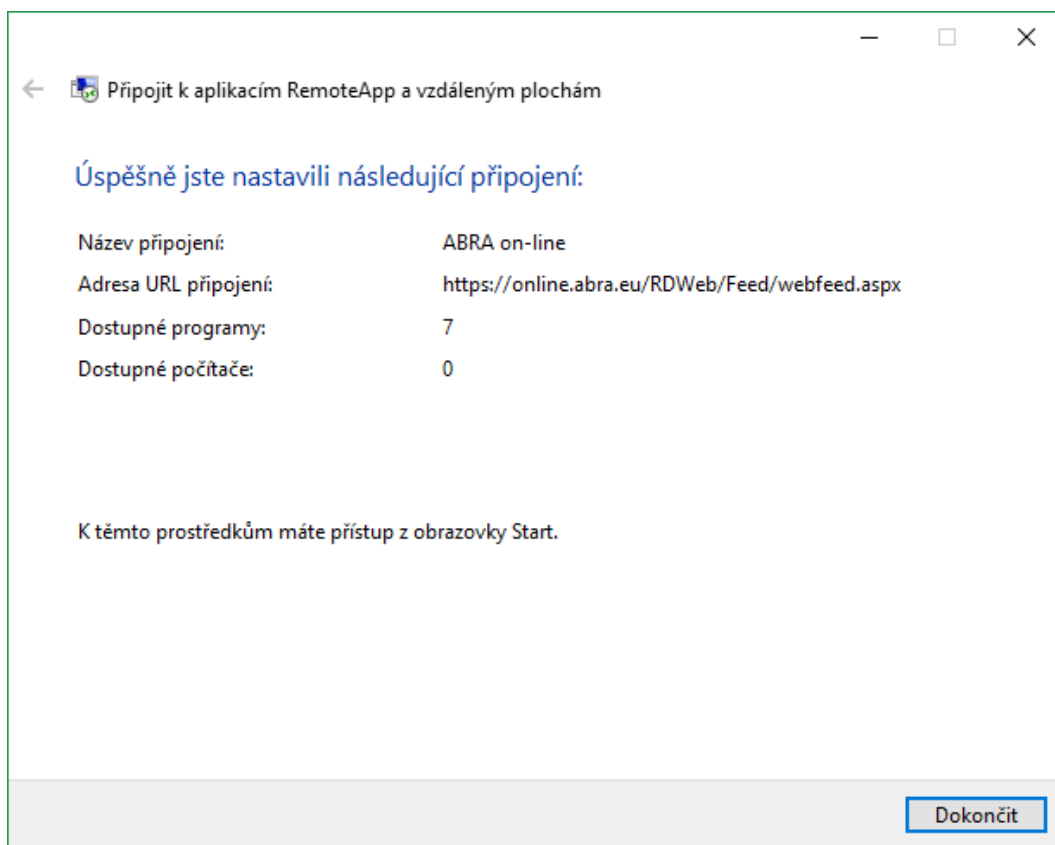 Připojit k aplikacím RemoteApp a vzdáleným plochám
Úspěšně jste nastavili následující připojení:
Název připojení: ABRA on-line
Adresa URL připojení: https://online.abra.eu/RDWeb/Feed/webfeed.aspx
Dostupné programy: 7
Dostupné počítače: 0
K těmto prostředkům máte přístup z obrazovky Start.
Dokončit